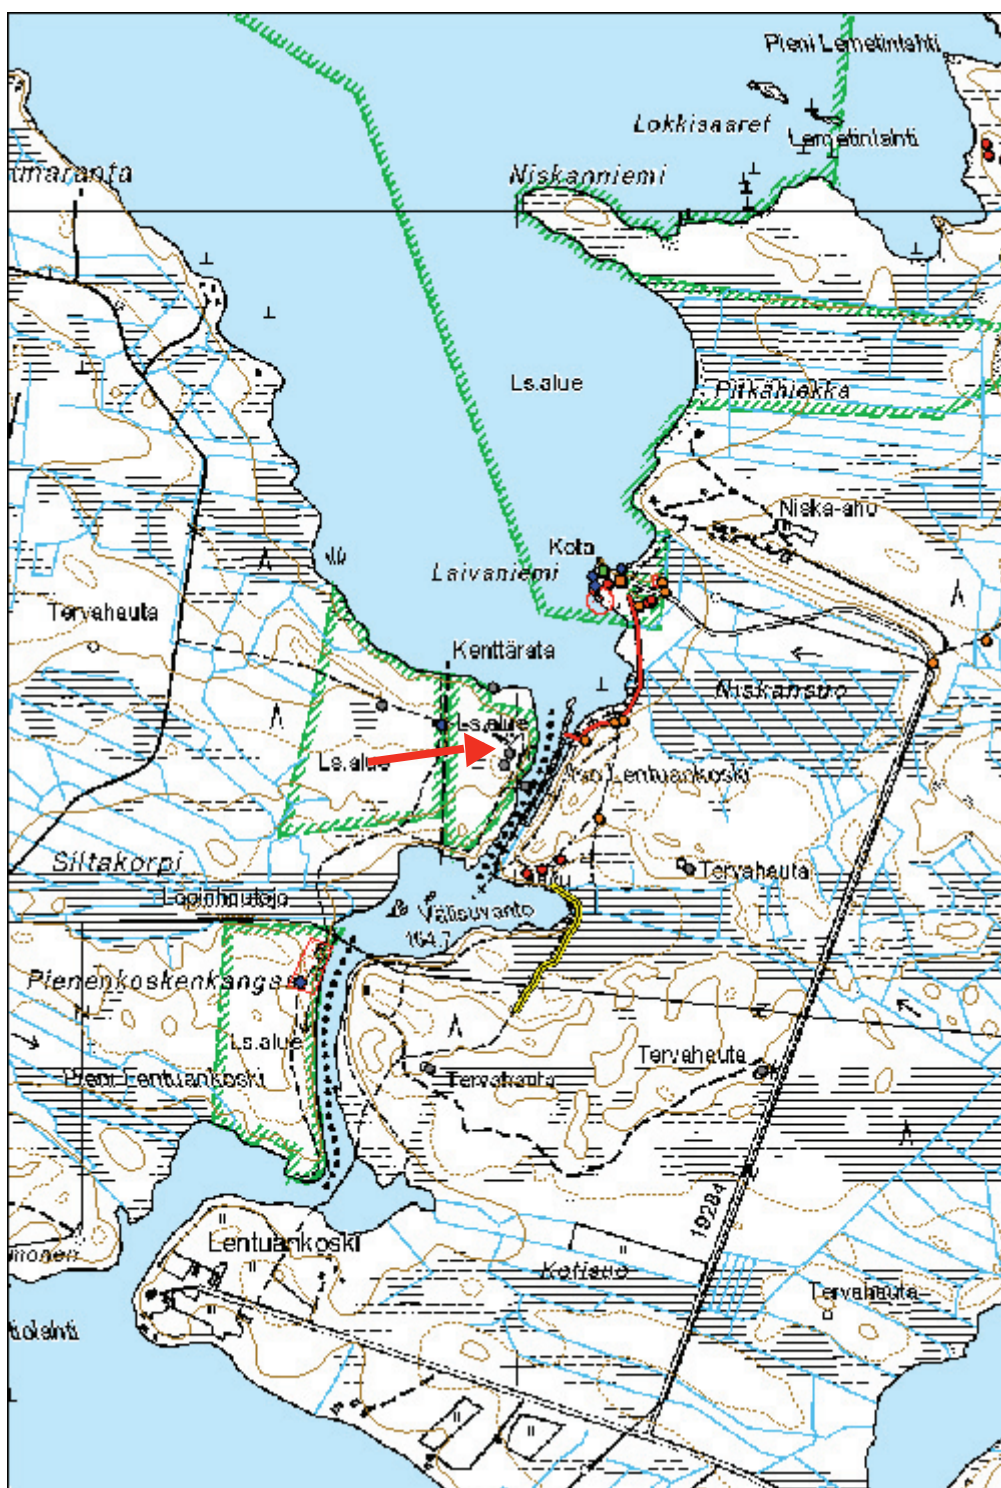 Pieni Lemetinlahti
Lokkisaaret
Lemetinlahti
Niskanniemi
Ls.alue
Pitkähiekka
Niska-aho
Kota
Laivaniemi
Tervahauta
Kenttärata
Niskansuo
Ls.alue
Ls.alue
Iso Lentuankoski
Siltakorpi
Tervahauta
Välisuvanto
164.7
Pienenkoskenkangas
Ls.alue
Tervahauta
Pieni Lentuankoski
Tervahauta
19284
Lentuankoski
Kotisuo
Tervahauta